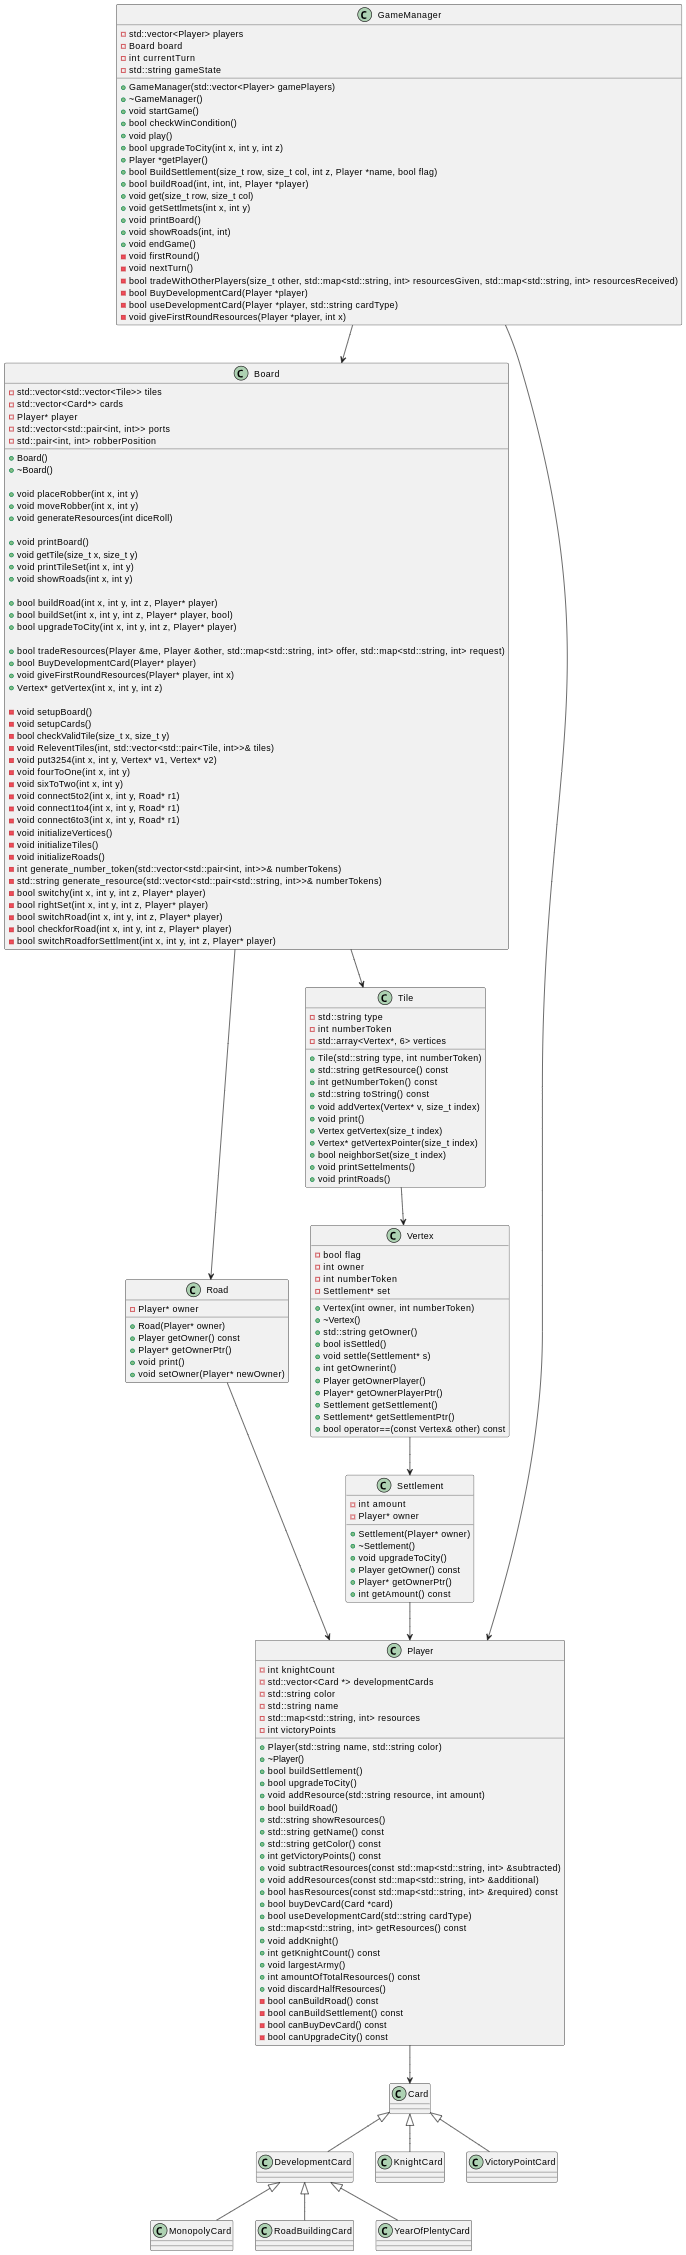 C GameManager
std::vector<Player> players
Board board
int currentTurn
std::string gameState
GameManager(std::vector<Player> gamePlayers)
~GameManager()
void startGame()
bool checkWinCondition()
void play()
bool upgradeToCity(int x, int y, int z)
Player *getPlayer()
bool BuildSettlement(size_t row, size_t col, int z, Player *name, bool flag)
bool buildRoad(int, int, int, Player *player)
void get(size_t row, size_t col)
void getSettlmets(int x, int y)
void printBoard()
void showRoads(int, int)
void endGame()
void firstRound()
void nextTurn()
bool tradeWithOtherPlayers(size_t other, std::map<std::string, int> resourcesGiven, std::map<std::string, int> resourcesReceived)
bool BuyDevelopmentCard(Player *player)
bool useDevelopmentCard(Player *player, std::string cardType)
void giveFirstRoundResources(Player *player, int x)
C Board
std::vector<std::vector<Tile>> tiles
std::vector<Card*> cards
Player* player
std::vector<std::pair<int, int>> ports
std::pair<int, int> robberPosition
Board()
~Board()
void placeRobber(int x, int y)
void moveRobber(int x, int y)
void generateResources(int diceRoll)
void printBoard()
void getTile(size_t x, size_t y)
void printTileSet(int x, int y)
void showRoads(int x, int y)
bool buildRoad(int x, int y, int z, Player* player)
bool buildSet(int x, int y, int z, Player* player, bool)
bool upgradeToCity(int x, int y, int z, Player* player)
bool tradeResources(Player &me, Player &other, std::map<std::string, int> offer, std::map<std::string, int> request)
bool BuyDevelopmentCard(Player* player)
void giveFirstRoundResources(Player* player, int x)
Vertex* getVertex(int x, int y, int z)
void setupBoard()
void setupCards()
bool checkValidTile(size_t x, size_t y)
void ReleventTiles(int, std::vector<std::pair<Tile, int>>& tiles)
void put3254(int x, int y, Vertex* v1, Vertex* v2)
void fourToOne(int x, int y)
void sixToTwo(int x, int y)
void connect5to2(int x, int y, Road* r1)
void connect1to4(int x, int y, Road* r1)
void connect6to3(int x, int y, Road* r1)
void initializeVertices()
void initializeTiles()
void initializeRoads()
int generate_number_token(std::vector<std::pair<int, int>>& numberTokens)
std::string generate_resource(std::vector<std::pair<std::string, int>>& numberTokens)
bool switchy(int x, int y, int z, Player* player)
bool rightSet(int x, int y, int z, Player* player)
bool switchRoad(int x, int y, int z, Player* player)
bool checkforRoad(int x, int y, int z, Player* player)
bool switchRoadforSettlment(int x, int y, int z, Player* player)
C Tile
std::string type
int numberToken
std::array<Vertex*, 6> vertices
Tile(std::string type, int numberToken)
std::string getResource() const
int getNumberToken() const
std::string toString() const
void addVertex(Vertex* v, size_t index)
void print()
Vertex getVertex(size_t index)
Vertex* getVertexPointer(size_t index)
bool neighborSet(size_t index)
void printSettelments()
void printRoads()
C Vertex
bool flag
int owner
int numberToken
Settlement* set
Vertex(int owner, int numberToken)
~Vertex()
std::string getOwner()
bool isSettled()
void settle(Settlement* s)
int getOwnerint()
Player getOwnerPlayer()
Player* getOwnerPlayerPtr()
Settlement getSettlement()
Settlement* getSettlementPtr()
bool operator==(const Vertex& other) const
C Road
Player* owner
Road(Player* owner)
Player getOwner() const
Player* getOwnerPtr()
void print()
void setOwner(Player* newOwner)
C Settlement
int amount
Player* owner
Settlement(Player* owner)
~Settlement()
void upgradeToCity()
Player getOwner() const
Player* getOwnerPtr()
int getAmount() const
C Player
int knightCount
std::vector<Card *> developmentCards
std::string color
std::string name
std::map<std::string, int> resources
int victoryPoints
Player(std::string name, std::string color)
~Player()
bool buildSettlement()
bool upgradeToCity()
void addResource(std::string resource, int amount)
bool buildRoad()
std::string showResources()
std::string getName() const
std::string getColor() const
int getVictoryPoints() const
void subtractResources(const std::map<std::string, int> &subtracted)
void addResources(const std::map<std::string, int> &additional)
bool hasResources(const std::map<std::string, int> &required) const
bool buyDevCard(Card *card)
bool useDevelopmentCard(std::string cardType)
std::map<std::string, int> getResources() const
void addKnight()
int getKnightCount() const
void largestArmy()
int amountOfTotalResources() const
void discardHalfResources()
bool canBuildRoad() const
bool canBuildSettlement() const
bool canBuyDevCard() const
bool canUpgradeCity() const
C Card
C DevelopmentCard
C KnightCard
C VictoryPointCard
C MonopolyCard
C RoadBuildingCard
C YearOfPlentyCard